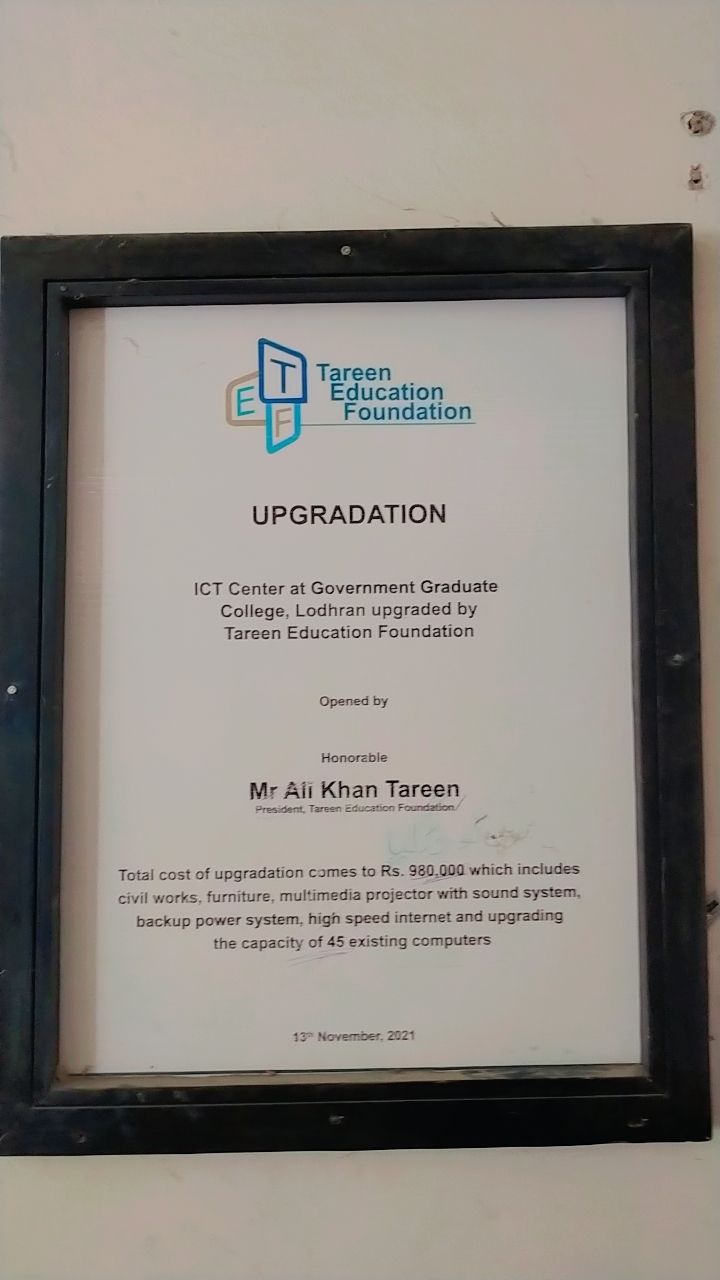 T
E
F
Tareen
Education
Foundation
UPGRADATION
ICT Center at Government Graduate
College, Lodhran upgraded by
Tareen Education Foundation
Opened by
Honorable
Mr Ali Khan Tareen
President, Tareen Education Foundation
Total cost of upgradation comes to Rs. 980,000 which includes
civil works, furniture, multimedia projector with sound system,
backup power system, high speed internet and upgrading
the capacity of 45 existing computers
13th November, 2021